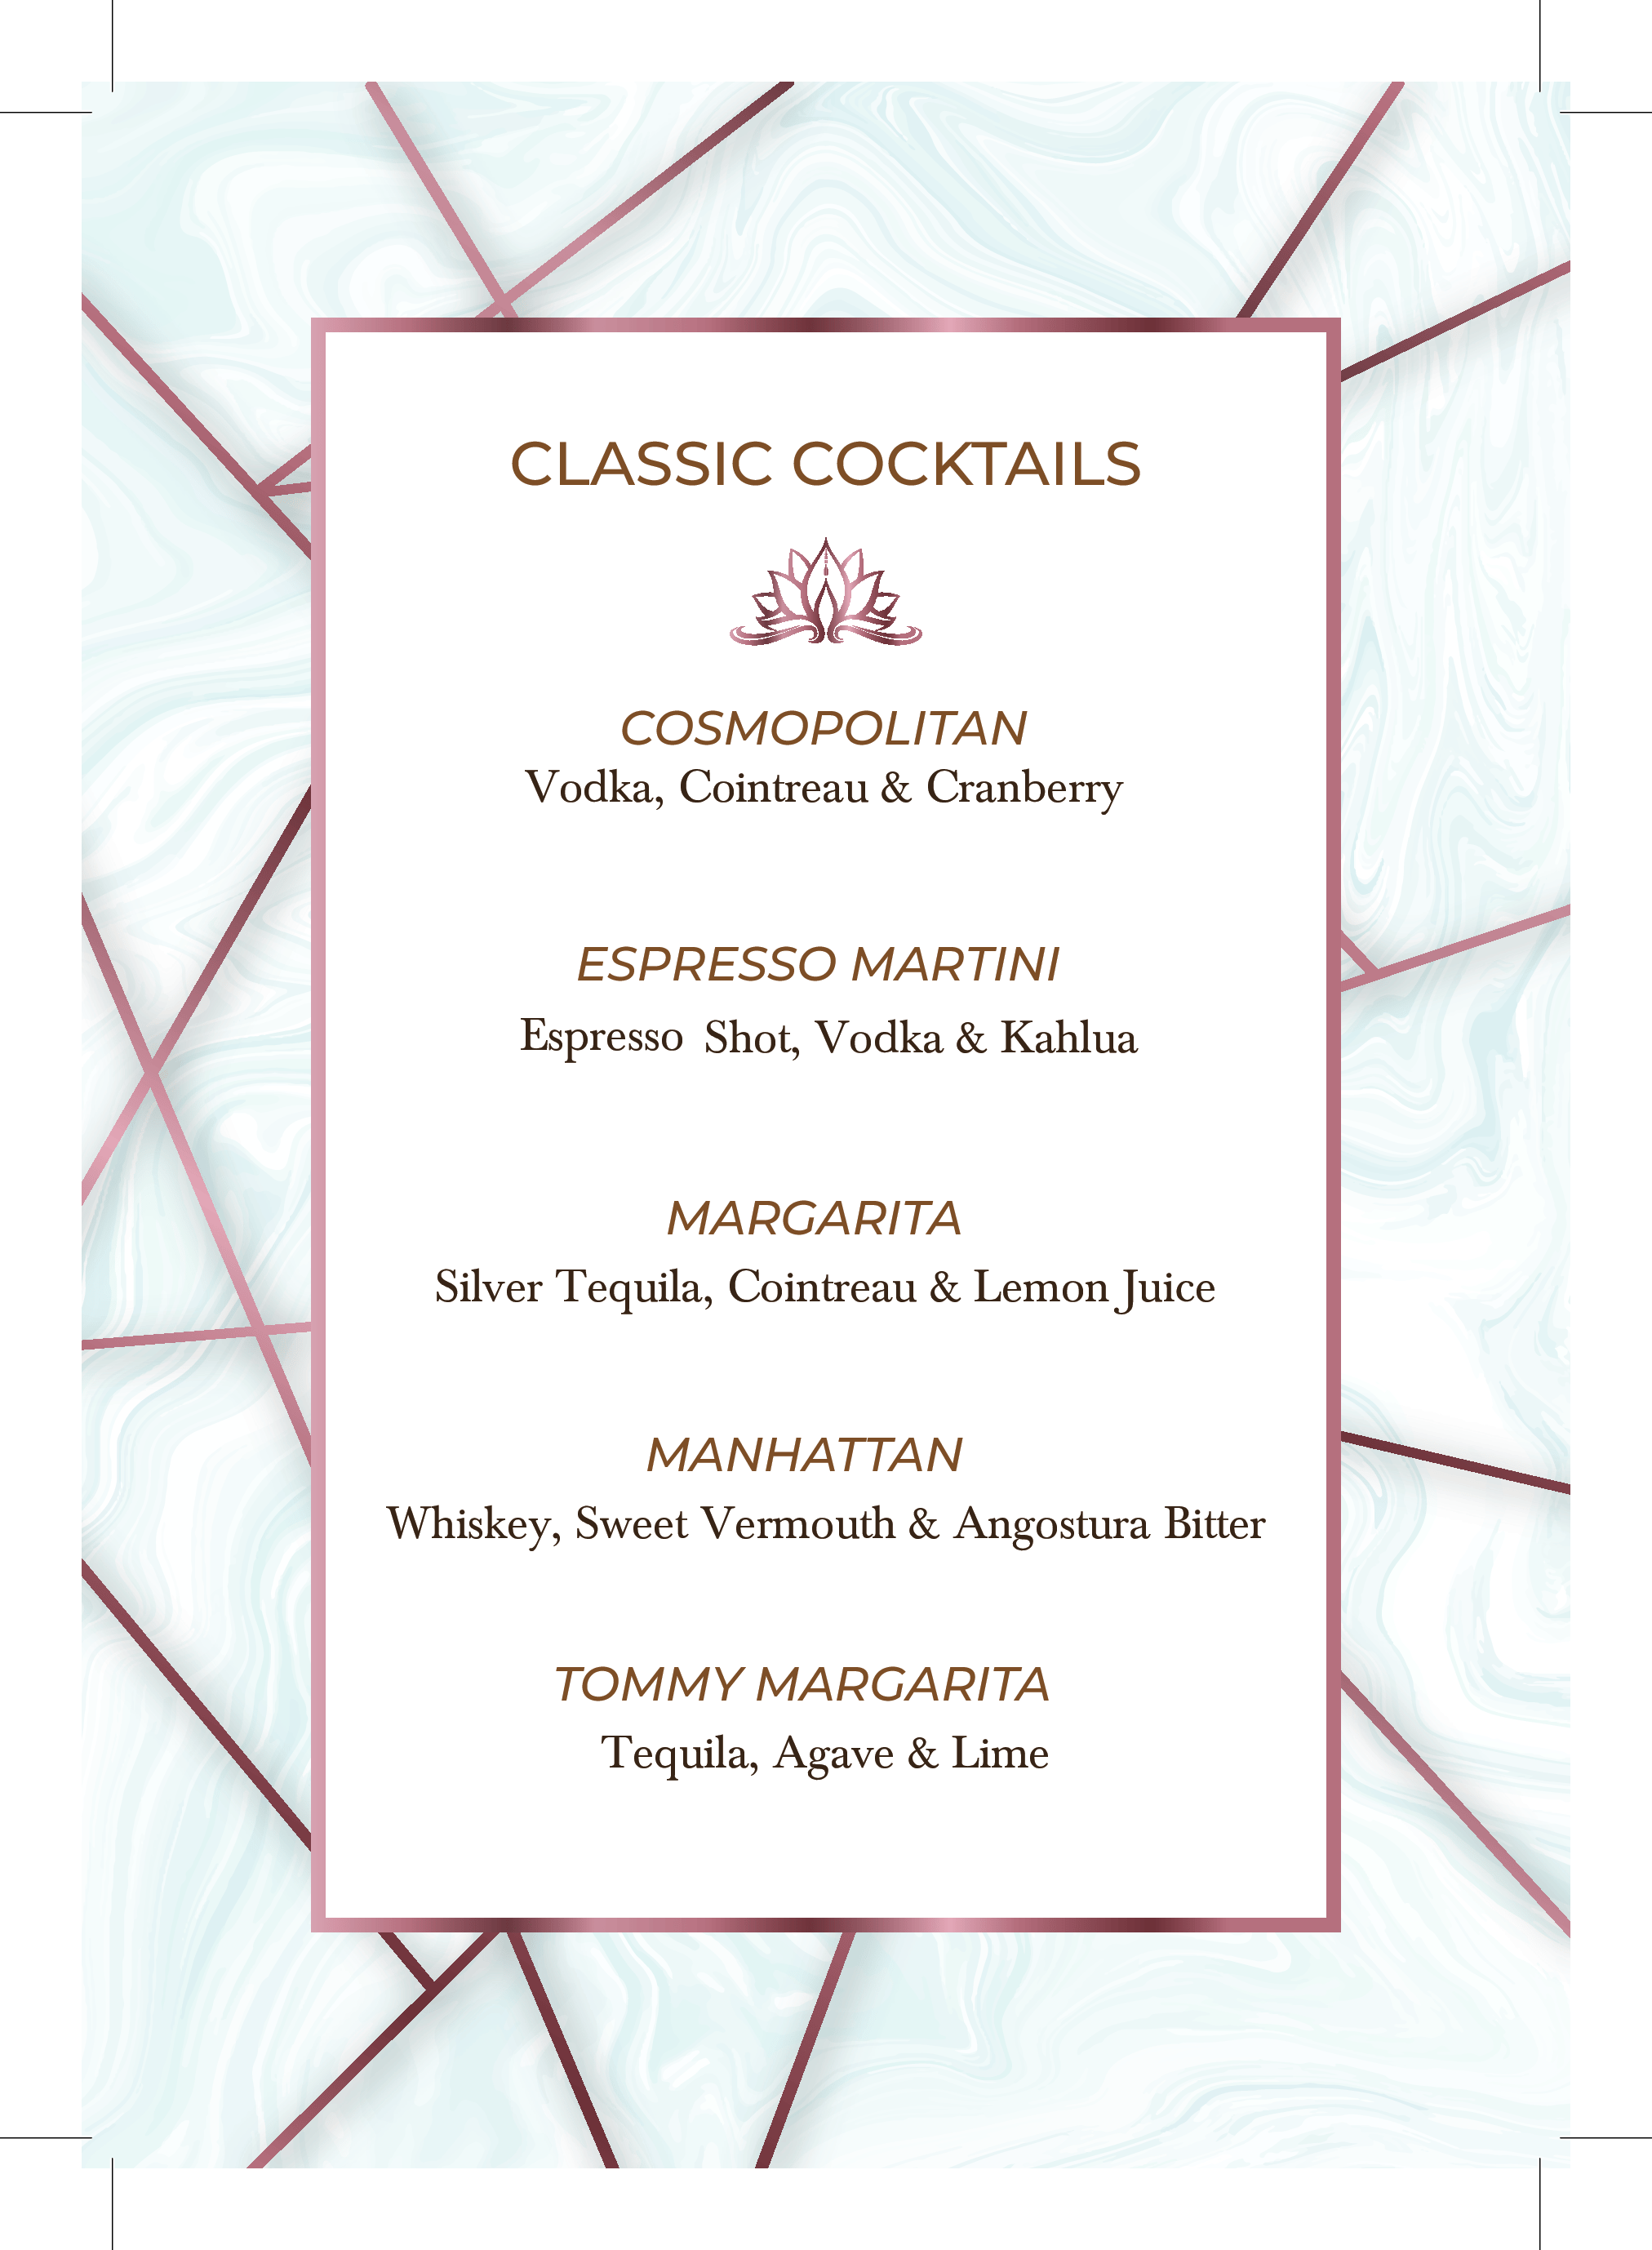 CLASSIC COCKTAILS
COSMOPOLITAN
Vodka, Cointreau & Cranberry
ESPRESSO MARTINI
Espresso Shot, Vodka & Kahlua
MARGARITA
Silver Tequila, Cointreau & Lemon Juice
MANHATTAN
Whiskey, Sweet Vermouth & Angostura Bitter
TOMMY MARGARITA
Tequila, Agave & Lime